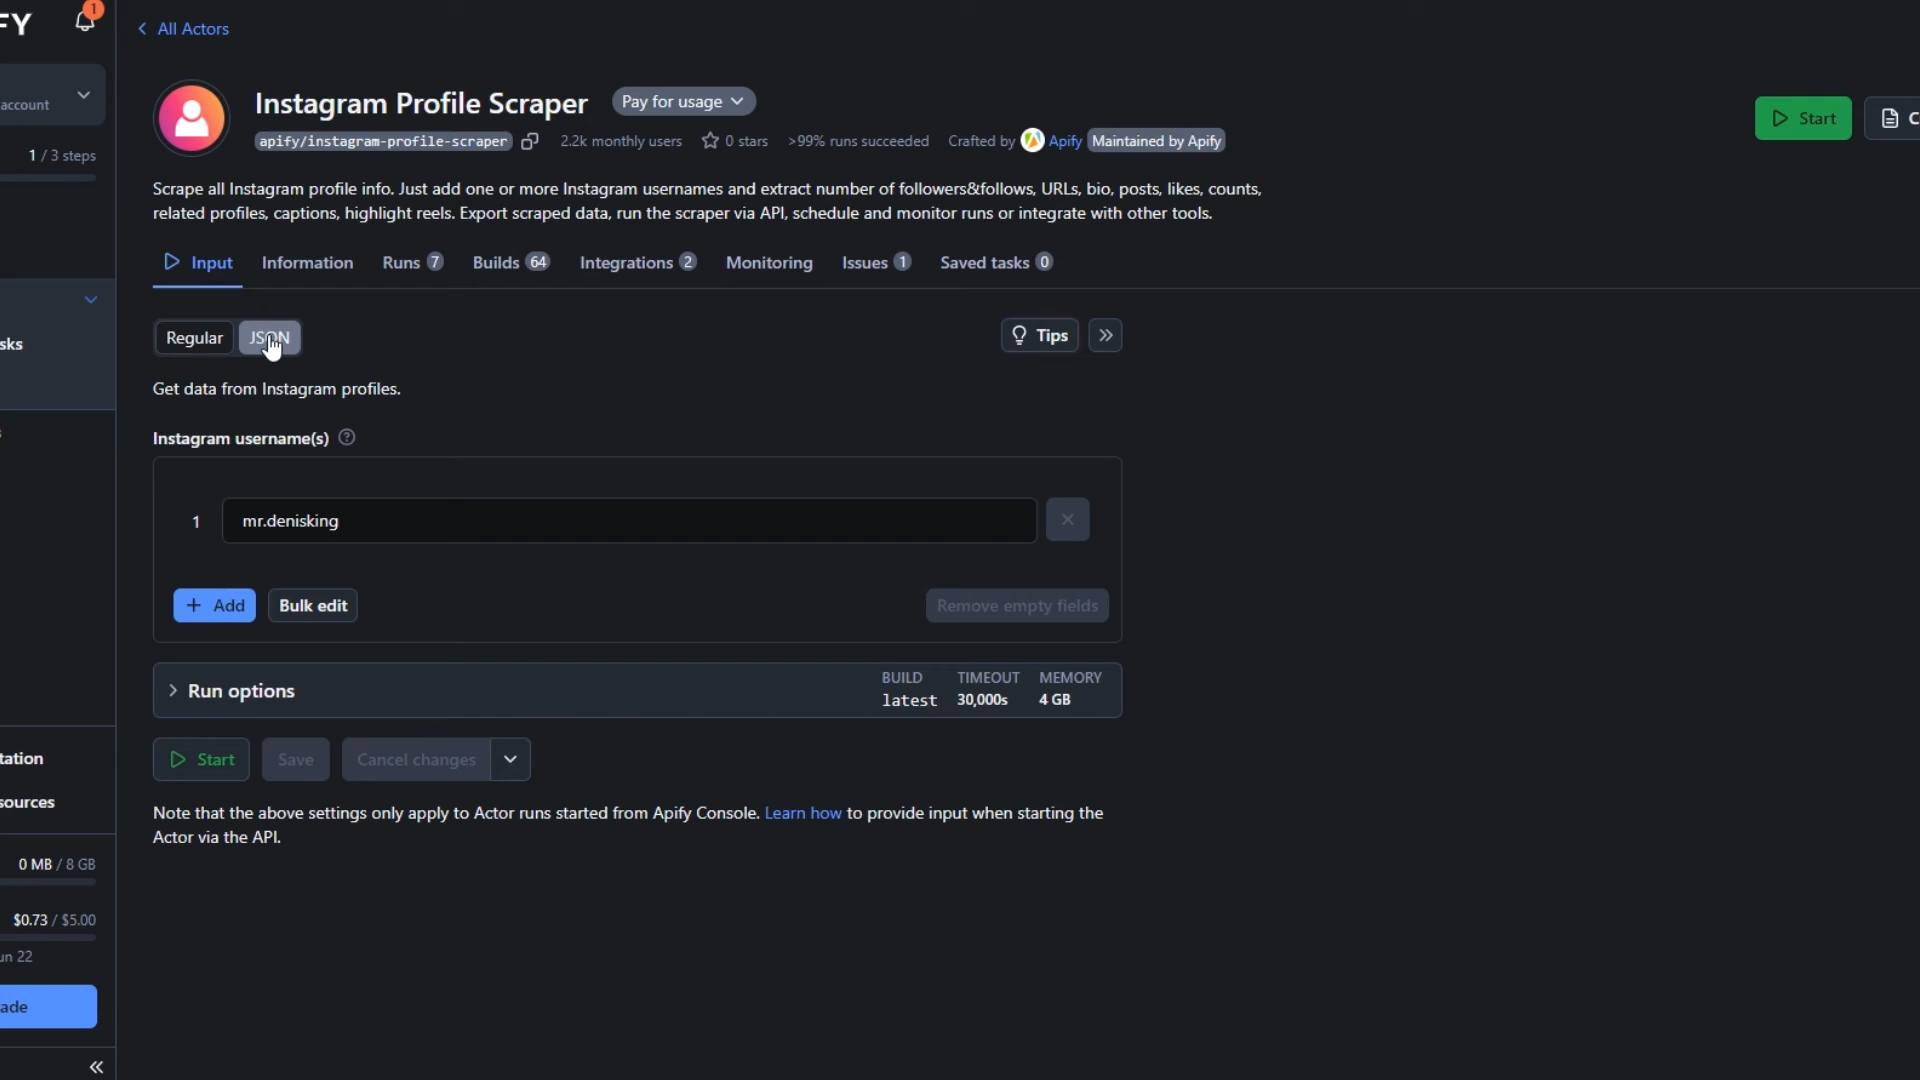 FY
1
All Actors
account
1 / 3 steps
Instagram Profile Scraper
Pay for usage
Start
C
apify/instagram-profile-scraper
2.2k monthly users
0 stars
>99% runs succeeded
Crafted by Apify
Maintained by Apify
Scrape all Instagram profile info. Just add one or more Instagram usernames and extract number of followers&follows, URLs, bio, posts, likes, counts,
related profiles, captions, highlight reels. Export scraped data, run the scraper via API, schedule and monitor runs or integrate with other tools.
Input
Information
Runs 7
Builds 64
Integrations 2
Monitoring
Issues 1
Saved tasks 0
sks
Regular
JSON
Tips
Get data from Instagram profiles.
Instagram username(s)
1
mr.denisking
+ Add
Bulk edit
Remove empty fields
Run options
BUILD
latest
TIMEOUT
30,000s
MEMORY
4 GB
Start
Save
Cancel changes
Note that the above settings only apply to Actor runs started from Apify Console. Learn how to provide input when starting the
Actor via the API.
tation
sources
0 MB / 8 GB
$0.73 / $5.00
un 22
ade